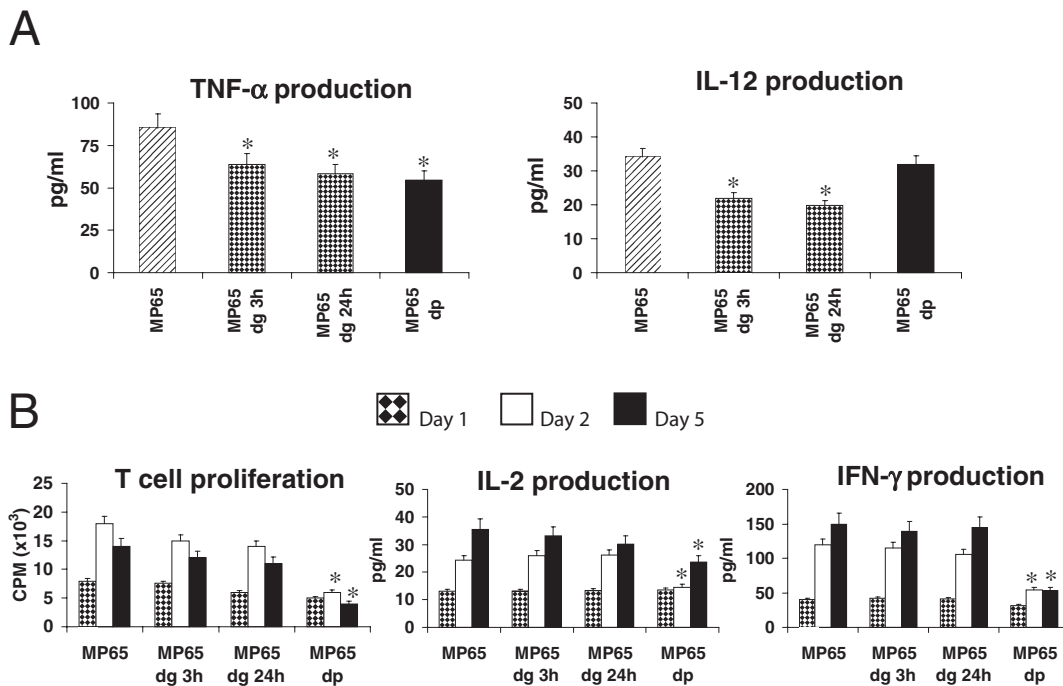 A
TNF-α production
100
75
50
25
0
pg/ml
* * *
MP65
MP65 dg 3h
MP65 dg 24h
MP65 dp
IL-12 production
50
40
30
20
10
0
pg/ml
* *
MP65
MP65 dg 3h
MP65 dg 24h
MP65 dp
B
Day 1 Day 2 Day 5
T cell proliferation
25
20
15
10
5
0
CPM (x10³)
* *
MP65 MP65 MP65 MP65
dg 3h dg 24h dp
IL-2 production
50
40
30
20
10
0
pg/ml
* *
MP65 MP65 MP65 MP65
dg 3h dg 24h dp
IFN-γ production
200
150
100
50
0
pg/ml
* *
MP65 MP65 MP65 MP65
dg 3h dg 24h dp